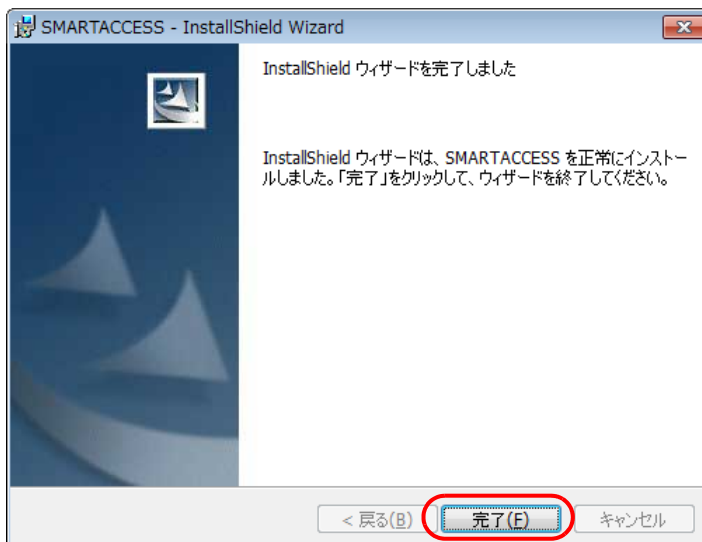 SMARTACCESS - InstallShield Wizard
InstallShield ウィザードを完了しました
InstallShield ウィザードは、SMARTACCESS を正常にインストー
ルしました。「完了」をクリックして、ウィザードを終了してください。
< 戻る(B)
完了(F)
キャンセル